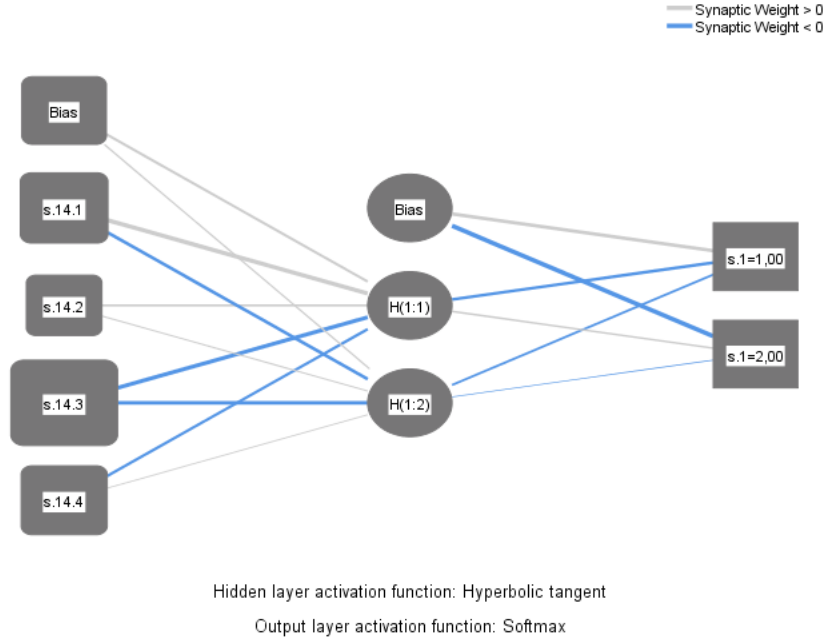 Synaptic Weight > 0
Synaptic Weight < 0
Bias
s.14.1
s.14.2
s.14.3
s.14.4
Bias
H(1:1)
H(1:2)
s.1=1,00
s.1=2,00
Hidden layer activation function: Hyperbolic tangent
Output layer activation function: Softmax